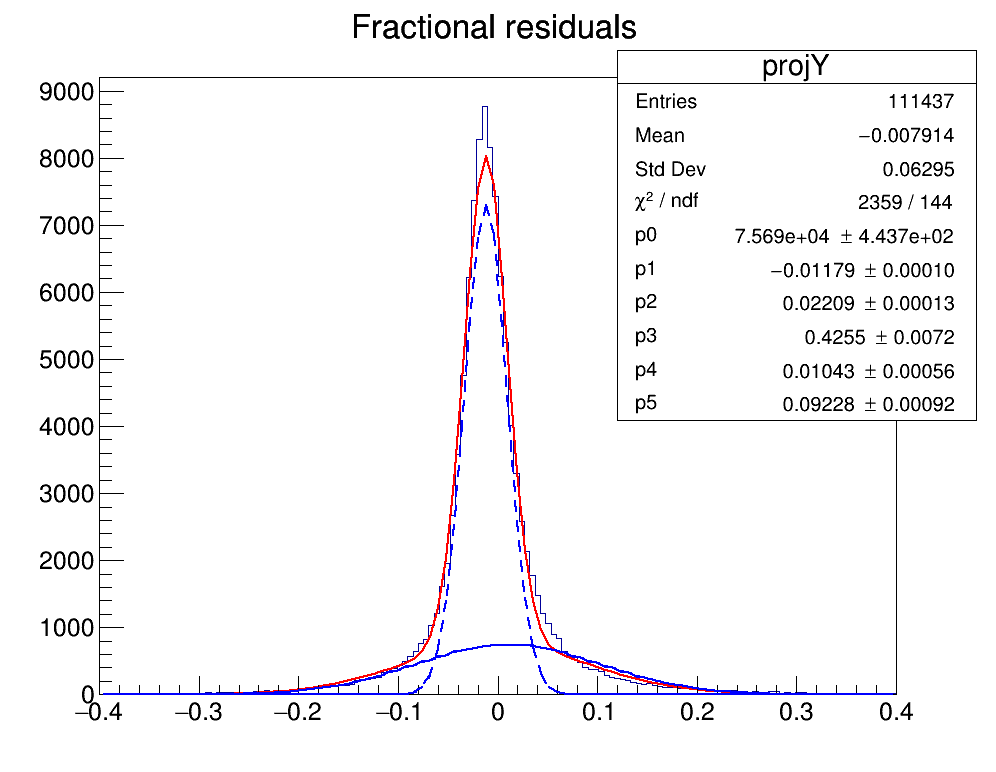 Fractional residuals
projY
Entries 111437
Mean −0.007914
Std Dev 0.06295
χ² / ndf 2359 / 144
p0 7.569e+04 ± 4.437e+02
p1 −0.01179 ± 0.00010
p2 0.02209 ± 0.00013
p3 0.4255 ± 0.0072
p4 0.01043 ± 0.00056
p5 0.09228 ± 0.00092
9000
8000
7000
6000
5000
4000
3000
2000
1000
0
−0.4 −0.3 −0.2 −0.1 0 0.1 0.2 0.3 0.4